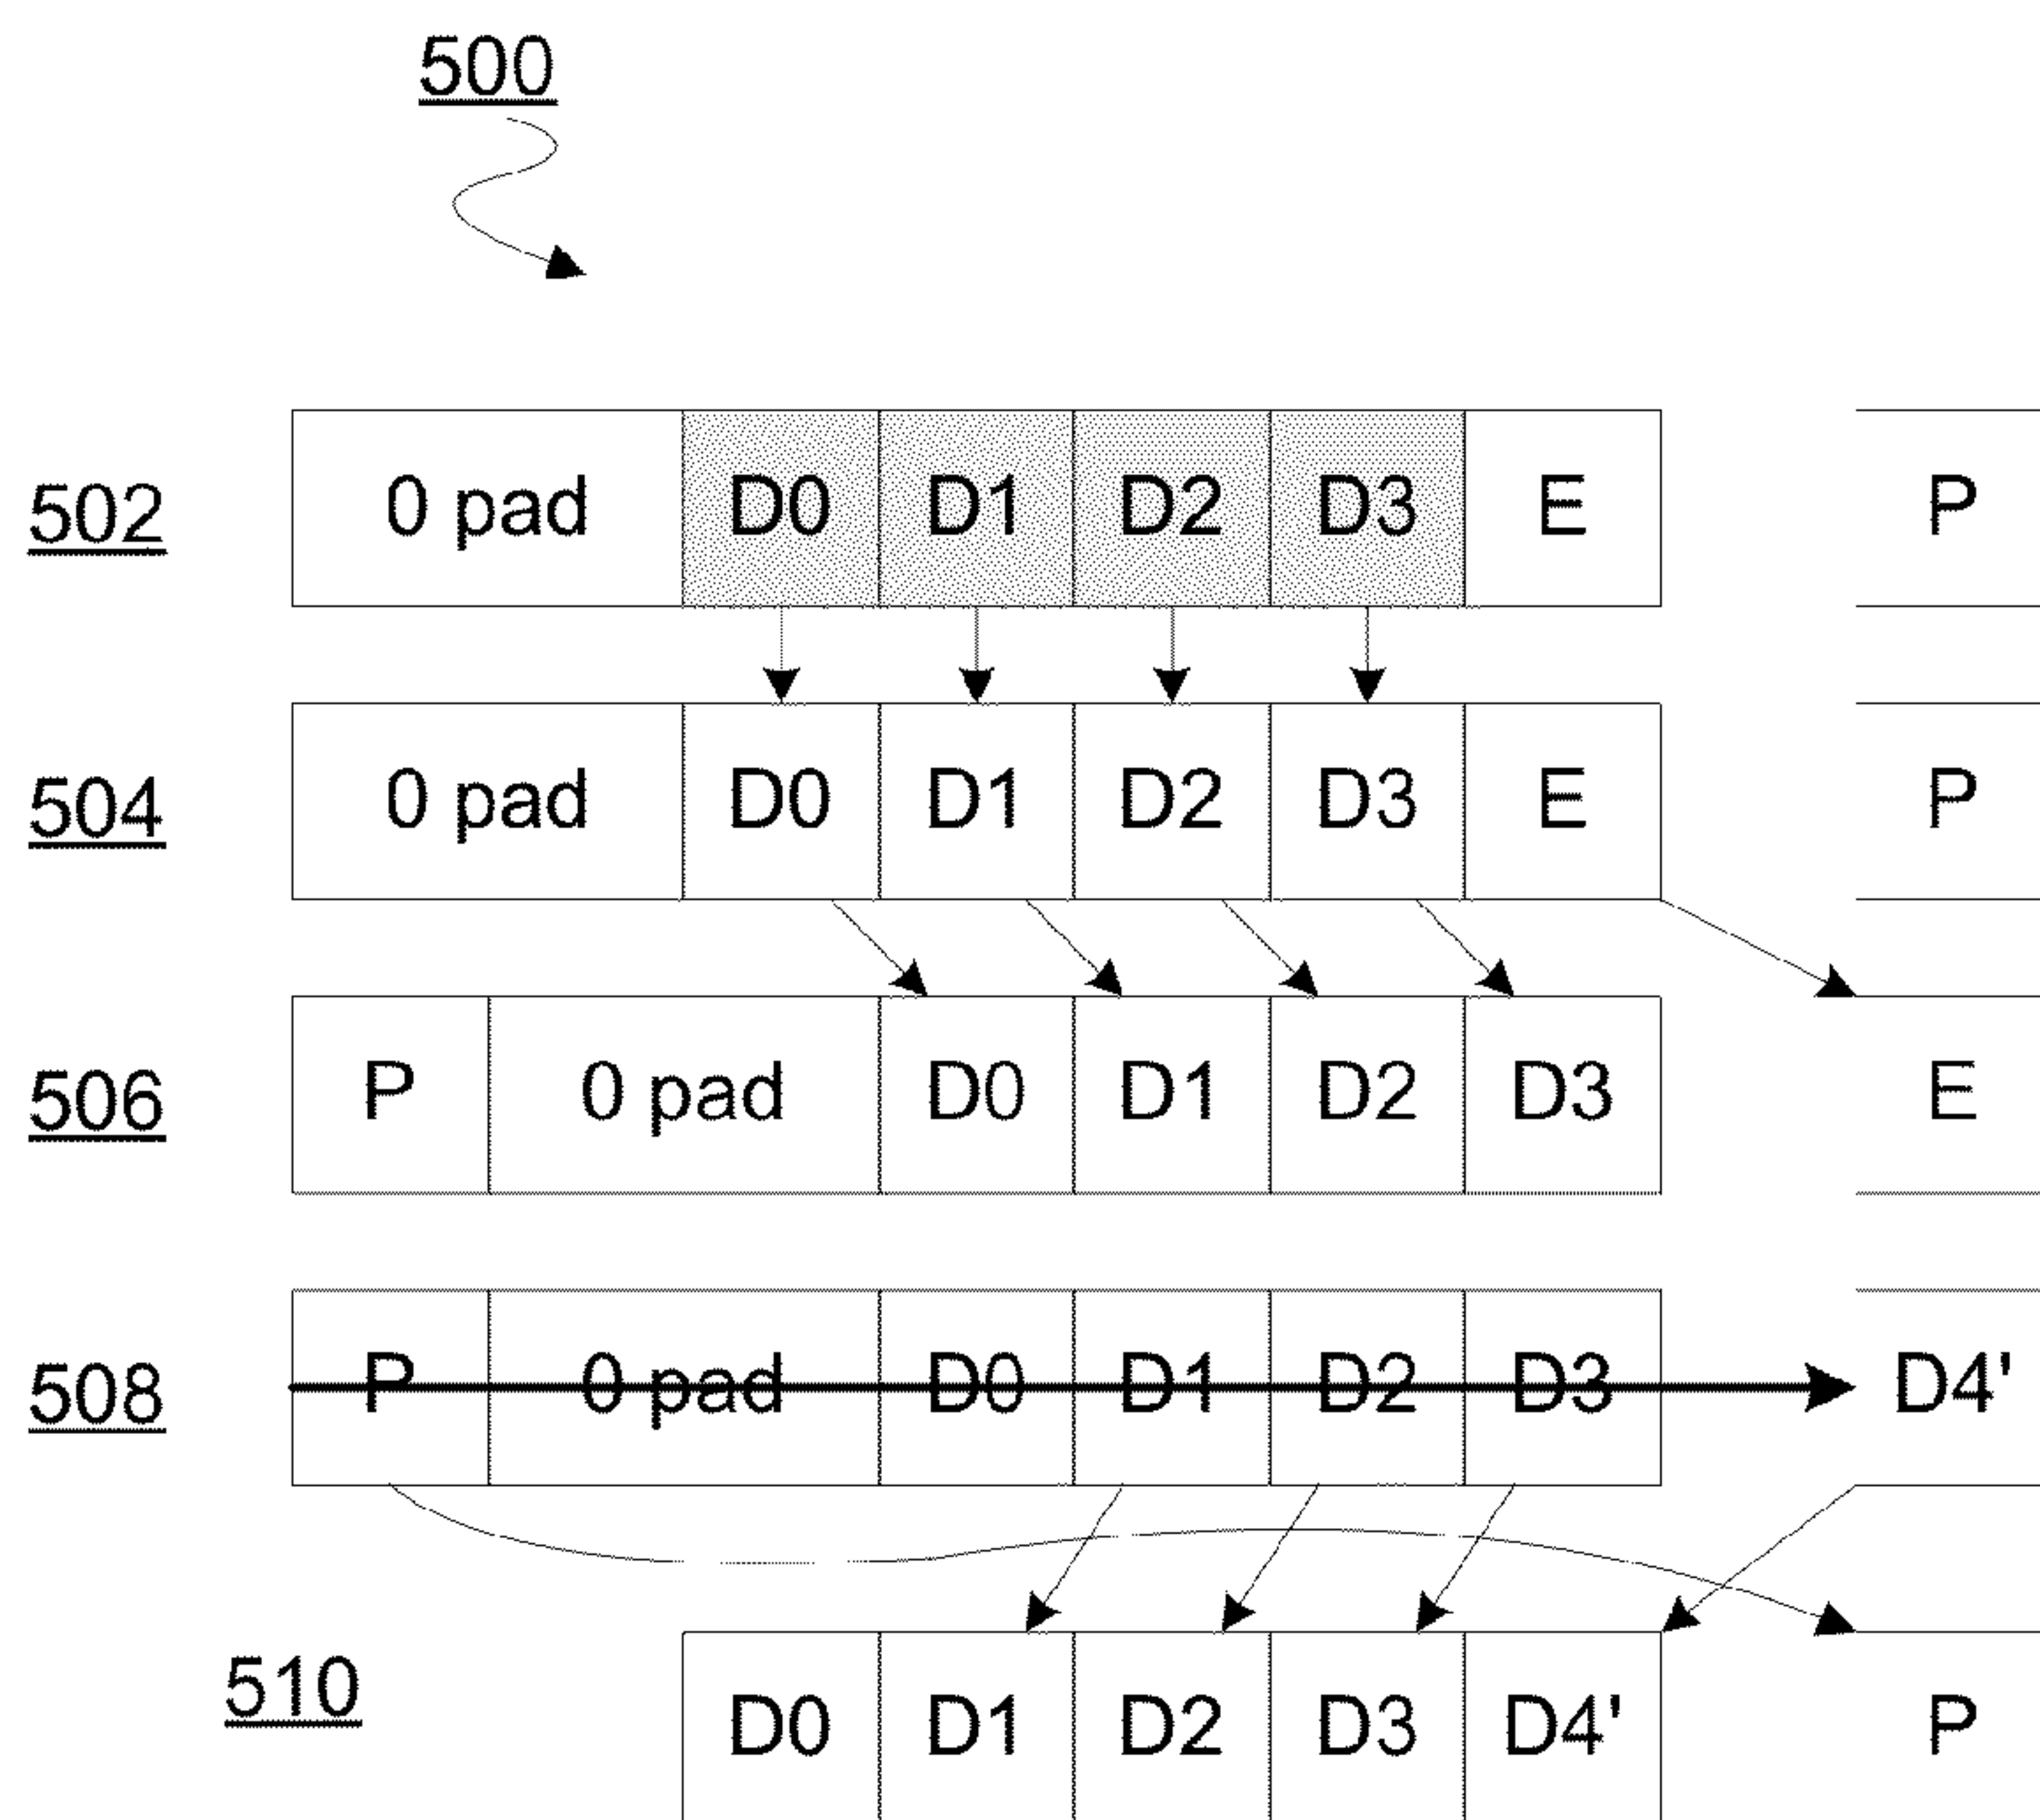 500
502 0 pad D0 D1 D2 D3 E P
504 0 pad D0 D1 D2 D3 E P
506 P 0 pad D0 D1 D2 D3 E
508 P 0 pad D0 D1 D2 D3 D4'
510 D0 D1 D2 D3 D4' P